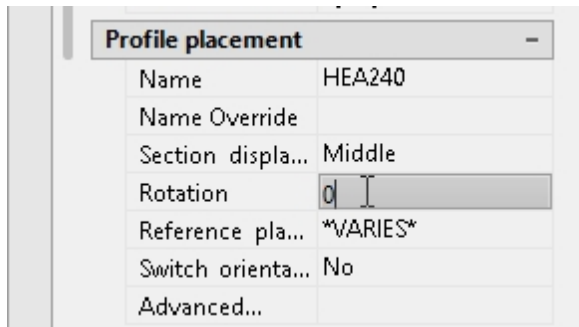 Profile placement –
Name HEA240
Name Override
Section displa... Middle
Rotation 0
Reference pla... *VARIES*
Switch orienta... No
Advanced...